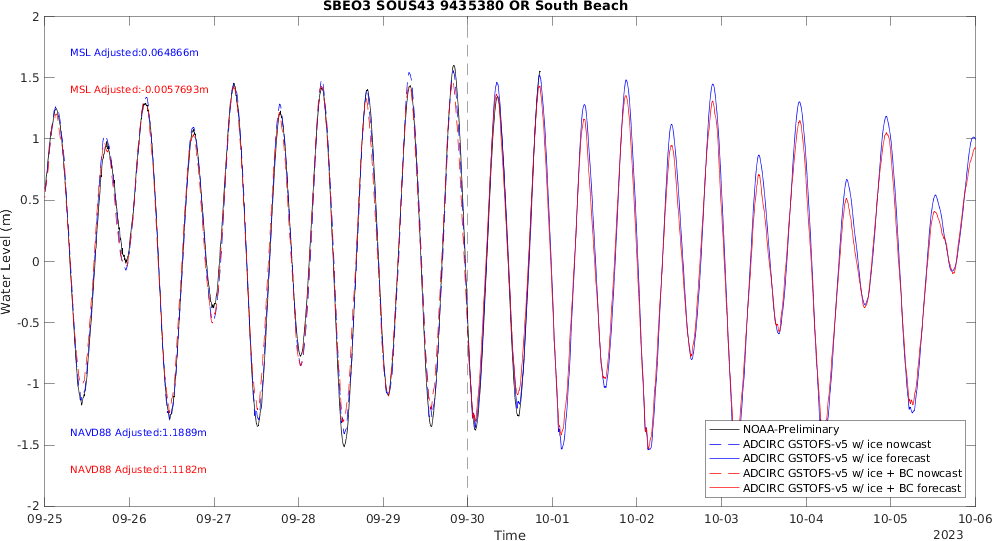 SBEO3 SOUS43 9435380 OR South Beach
2
1.5
1
0.5
0
-0.5
-1
-1.5
-2
Water Level (m)
MSL Adjusted:0.064866m
MSL Adjusted:-0.0057693m
NAVD88 Adjusted:1.1889m
NAVD88 Adjusted:1.1182m
NOAA-Preliminary
ADCIRC GSTOFS-v5 w/ ice nowcast
ADCIRC GSTOFS-v5 w/ ice forecast
ADCIRC GSTOFS-v5 w/ ice + BC nowcast
ADCIRC GSTOFS-v5 w/ ice + BC forecast
09-25 09-26 09-27 09-28 09-29 09-30 10-01 10-02 10-03 10-04 10-05 10-06
Time
2023